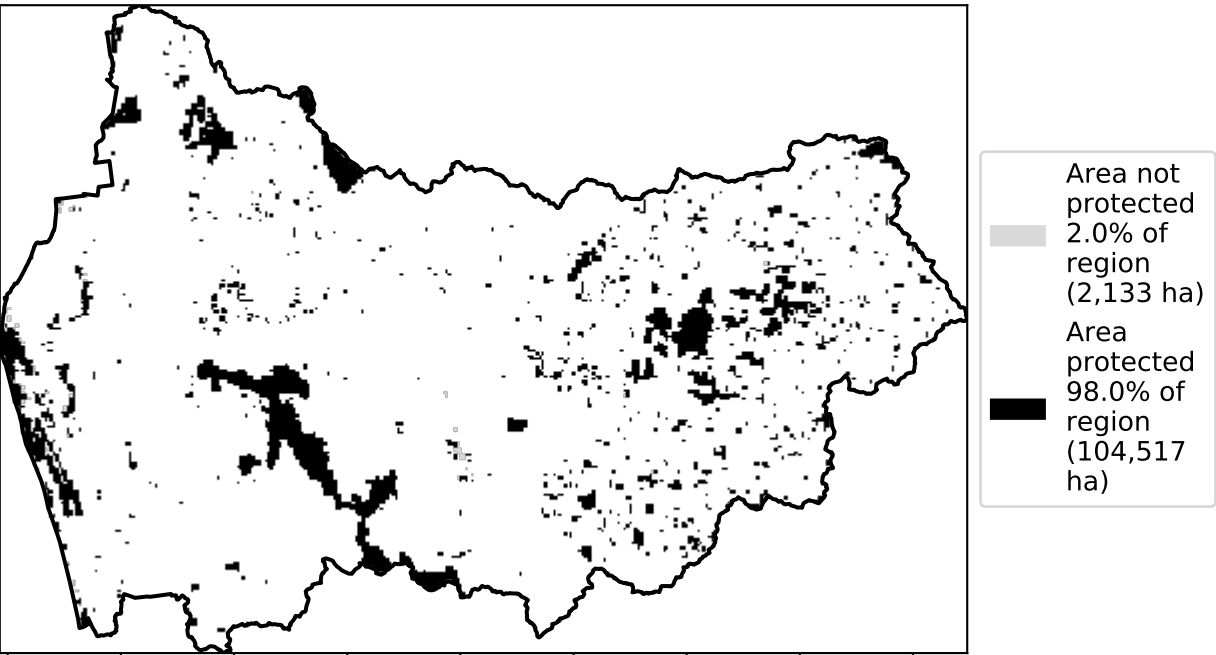 Area not
protected
2.0% of
region
(2,133 ha)
Area
protected
98.0% of
region
(104,517
ha)